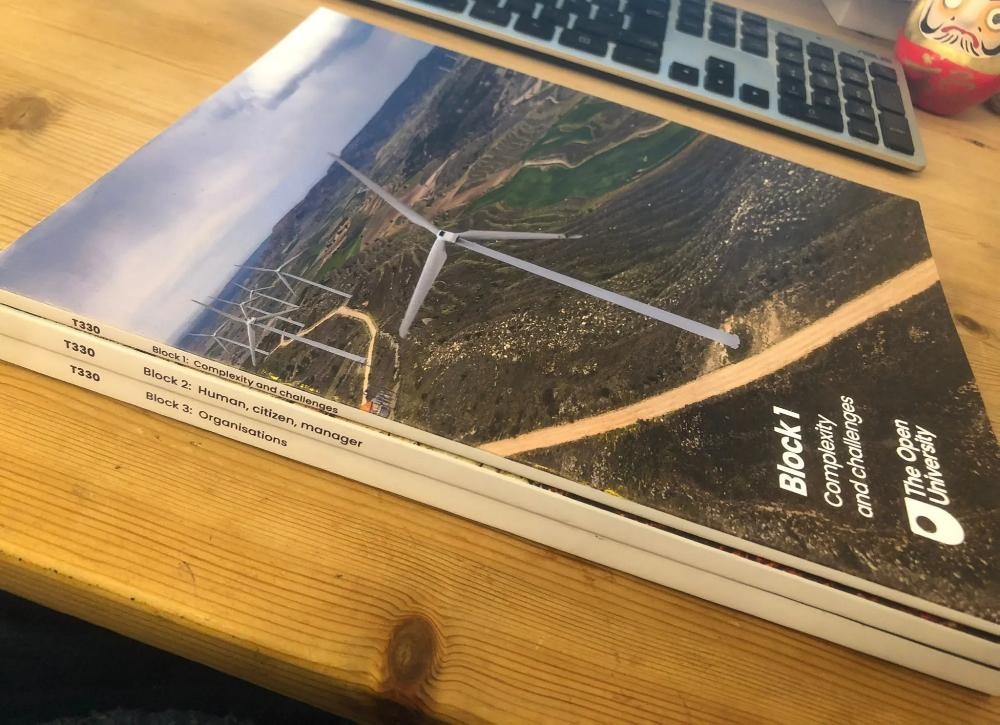 T330
Block 1: Complexity and challenges
T330
Block 2: Human, citizen, manager
T330
Block 3: Organisations
Block 1
Complexity
and challenges
The Open
University